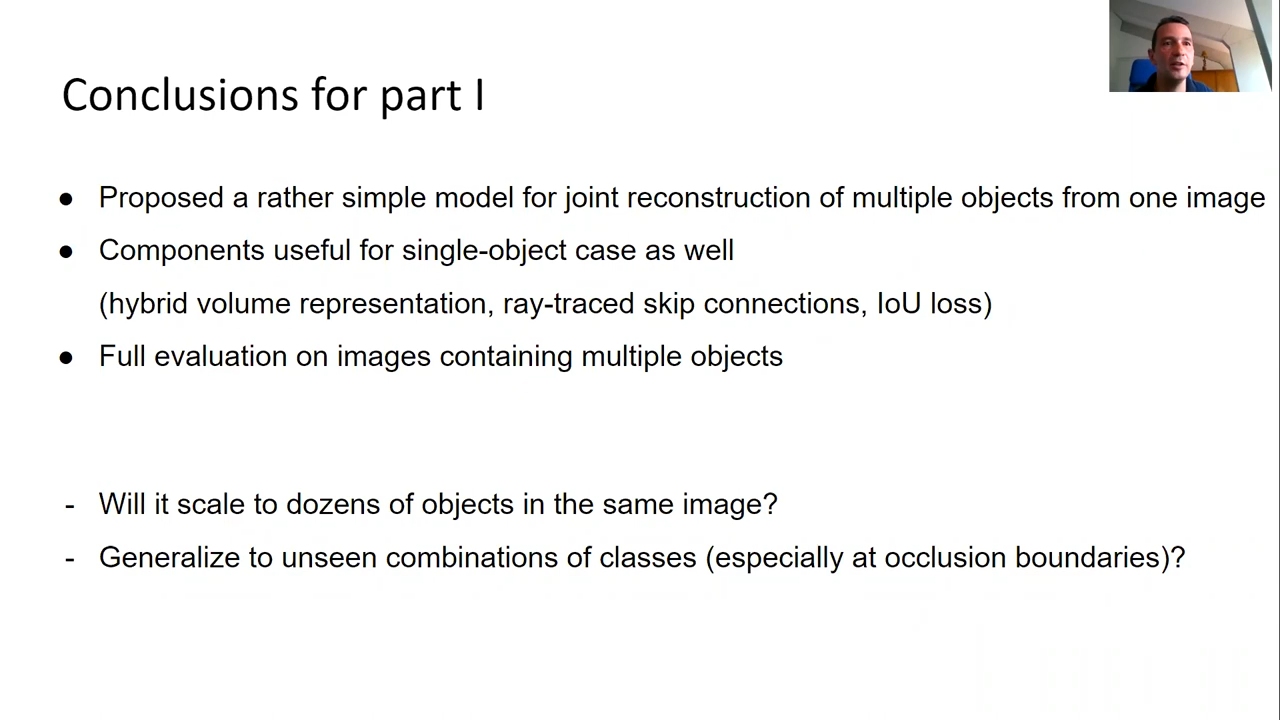 Conclusions for part I
● Proposed a rather simple model for joint reconstruction of multiple objects from one image
● Components useful for single-object case as well
(hybrid volume representation, ray-traced skip connections, IoU loss)
● Full evaluation on images containing multiple objects
- Will it scale to dozens of objects in the same image?
- Generalize to unseen combinations of classes (especially at occlusion boundaries)?